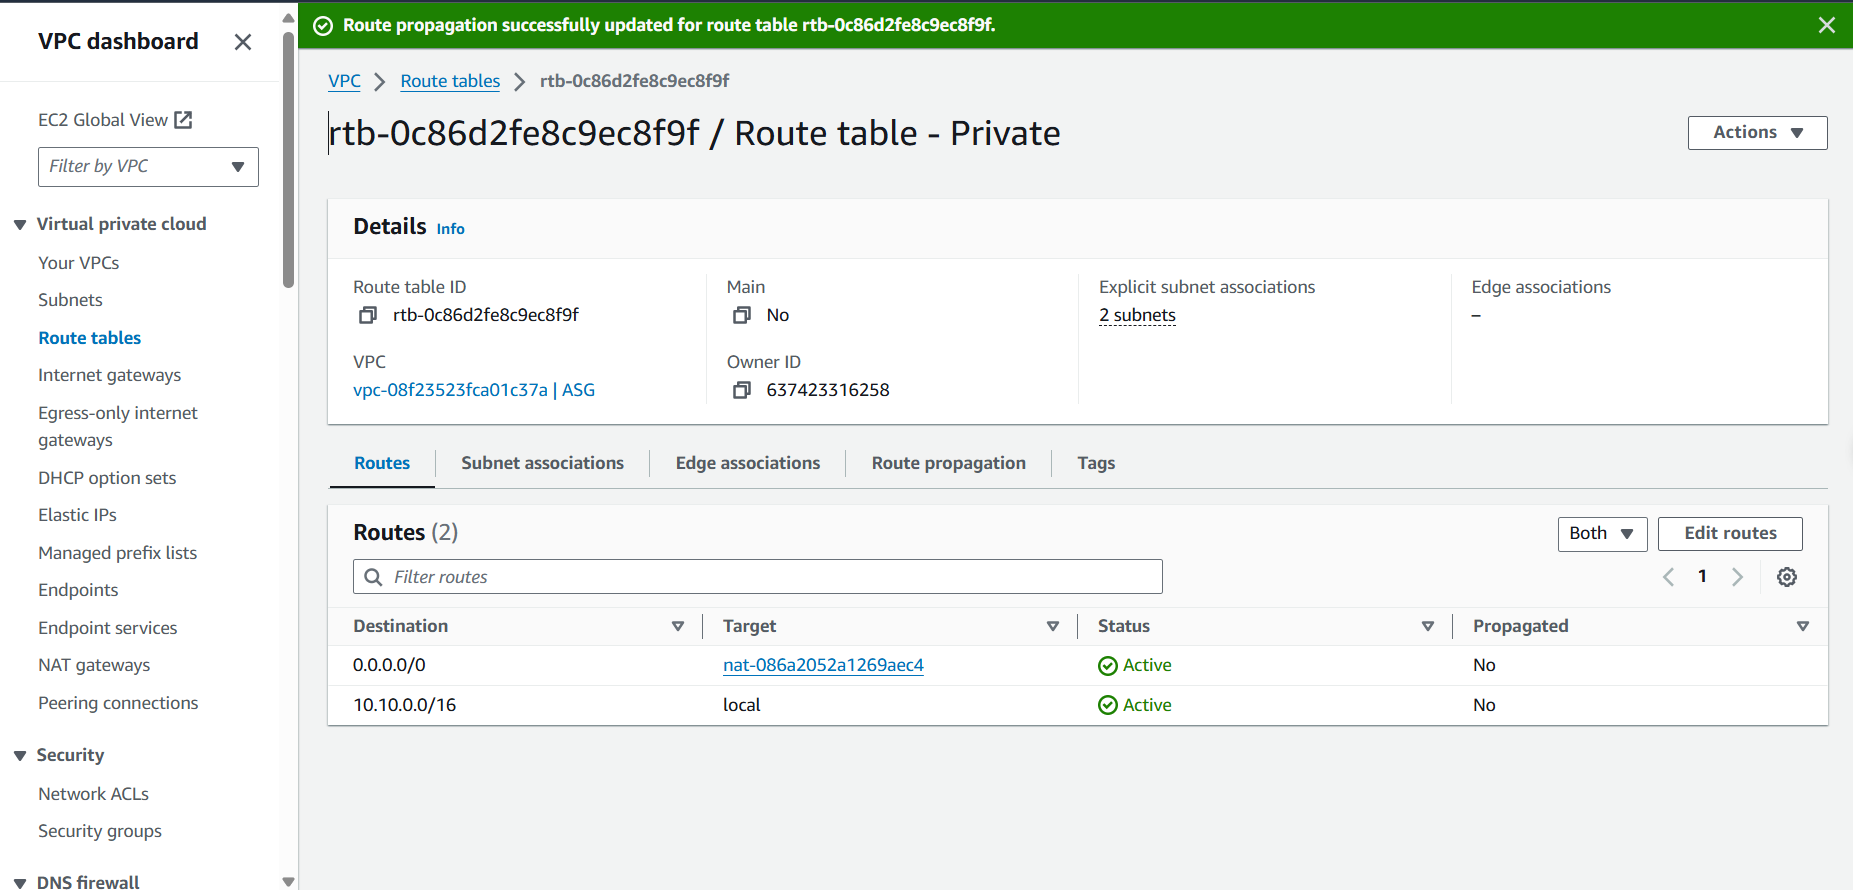 VPC dashboard
EC2 Global View
Filter by VPC
Virtual private cloud
Your VPCs
Subnets
Route tables
Internet gateways
Egress-only internet
gateways
DHCP option sets
Elastic IPs
Managed prefix lists
Endpoints
Endpoint services
NAT gateways
Peering connections
Security
Network ACLs
Security groups
DNS firewall
Route propagation successfully updated for route table rtb-0c86d2fe8c9ec8f9f.
VPC > Route tables > rtb-0c86d2fe8c9ec8f9f
rtb-0c86d2fe8c9ec8f9f / Route table - Private
Actions
Details Info
Route table ID
rtb-0c86d2fe8c9ec8f9f
Main
No
Explicit subnet associations
2 subnets
Edge associations
–
VPC
vpc-08f23523fca01c37a | ASG
Owner ID
637423316258
Routes Subnet associations Edge associations Route propagation Tags
Routes (2)
Both Edit routes
Filter routes
1
Destination Target Status Propagated
0.0.0.0/0 nat-086a2052a1269aec4 Active No
10.10.0.0/16 local Active No